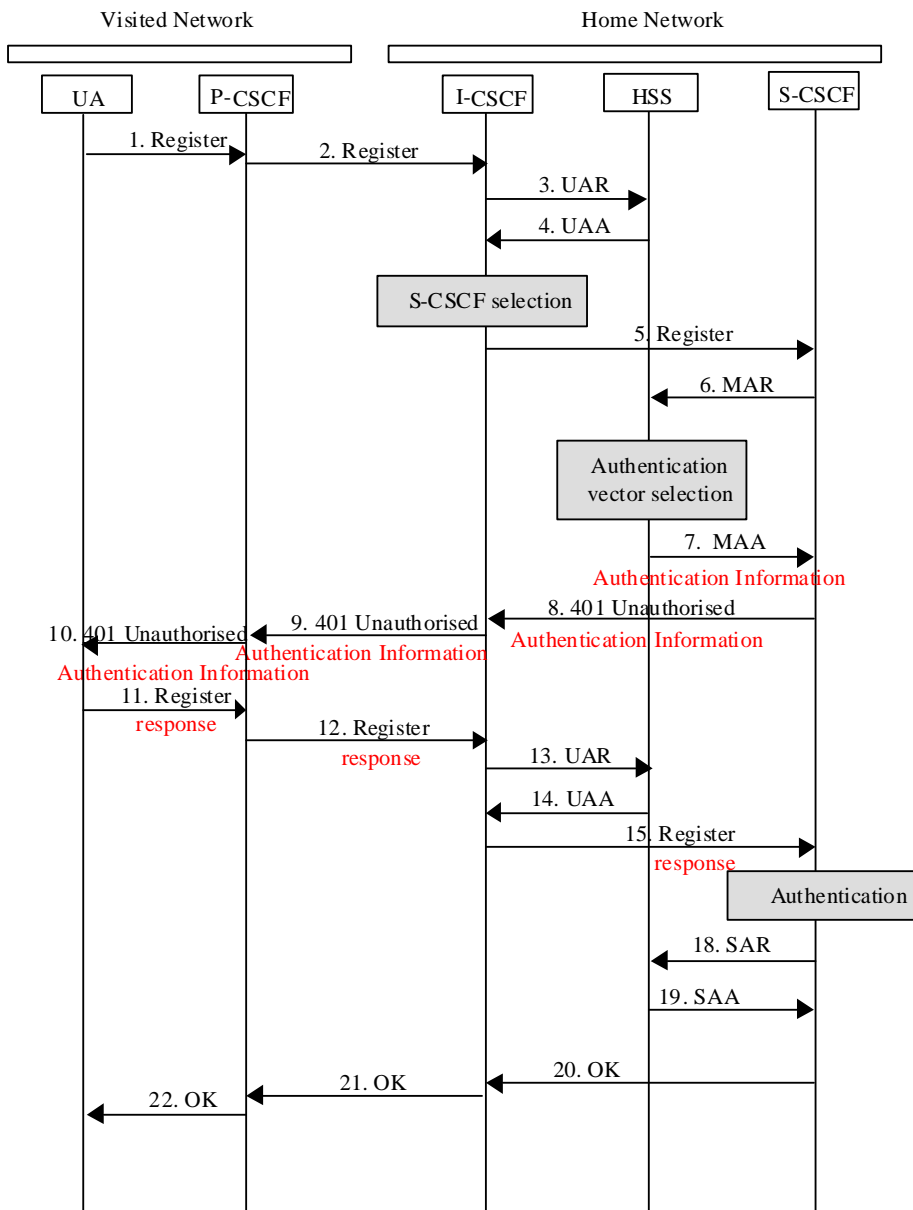 Visited Network
Home Network
UA
P-CSCF
I-CSCF
HSS
S-CSCF
1. Register
2. Register
3. UAR
4. UAA
S-CSCF selection
5. Register
6. MAR
Authentication
vector selection
7. MAA
Authentication Information
8. 401 Unauthorised
Authentication Information
9. 401 Unauthorised
Authentication Information
10. 401 Unauthorised
Authentication Information
11. Register
response
12. Register
response
13. UAR
14. UAA
15. Register
response
Authentication
18. SAR
19. SAA
20. OK
21. OK
22. OK